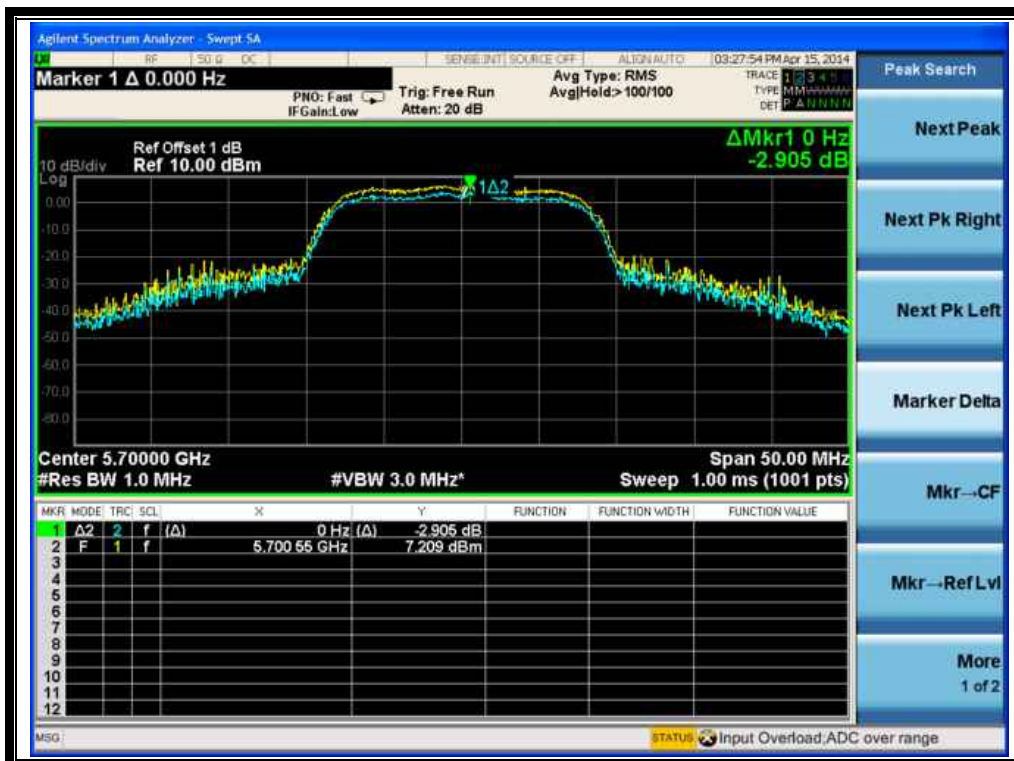 Agilent Spectrum Analyzer - Swept SA
RF 50 Ω DC SENSE:INT SOURCE OFF ALIGN AUTO 03:27:54 PM Apr 15, 2014
Marker 1 Δ 0.000 Hz
PNO: Fast
IFGain:Low
Trig: Free Run
Atten: 20 dB
Avg Type: RMS
Avg|Hold:> 100/100
TRACE 1 2 3 4 5 6
TYPE MMWWWW
DET P A N N N N
Peak Search
Next Peak
Next Pk Right
Next Pk Left
Marker Delta
Mkr→CF
Mkr→Ref Lvl
More
1 of 2
ΔMkr1 0 Hz
-2.905 dB
Ref Offset 1 dB
10 dB/div Ref 10.00 dBm
Log
0.00
-10.0
-20.0
-30.0
-40.0
-50.0
-60.0
-70.0
-80.0
1Δ2
Center 5.70000 GHz Span 50.00 MHz
#Res BW 1.0 MHz #VBW 3.0 MHz* Sweep 1.00 ms (1001 pts)
MKR MODE TRC SCL X Y FUNCTION FUNCTION WIDTH FUNCTION VALUE
1 Δ2 2 f (Δ) 0 Hz (Δ) -2.905 dB
2 F 1 f 5.700 55 GHz 7.209 dBm
3
4
5
6
7
8
9
10
11
12
MSG STATUS Input Overload;ADC over range